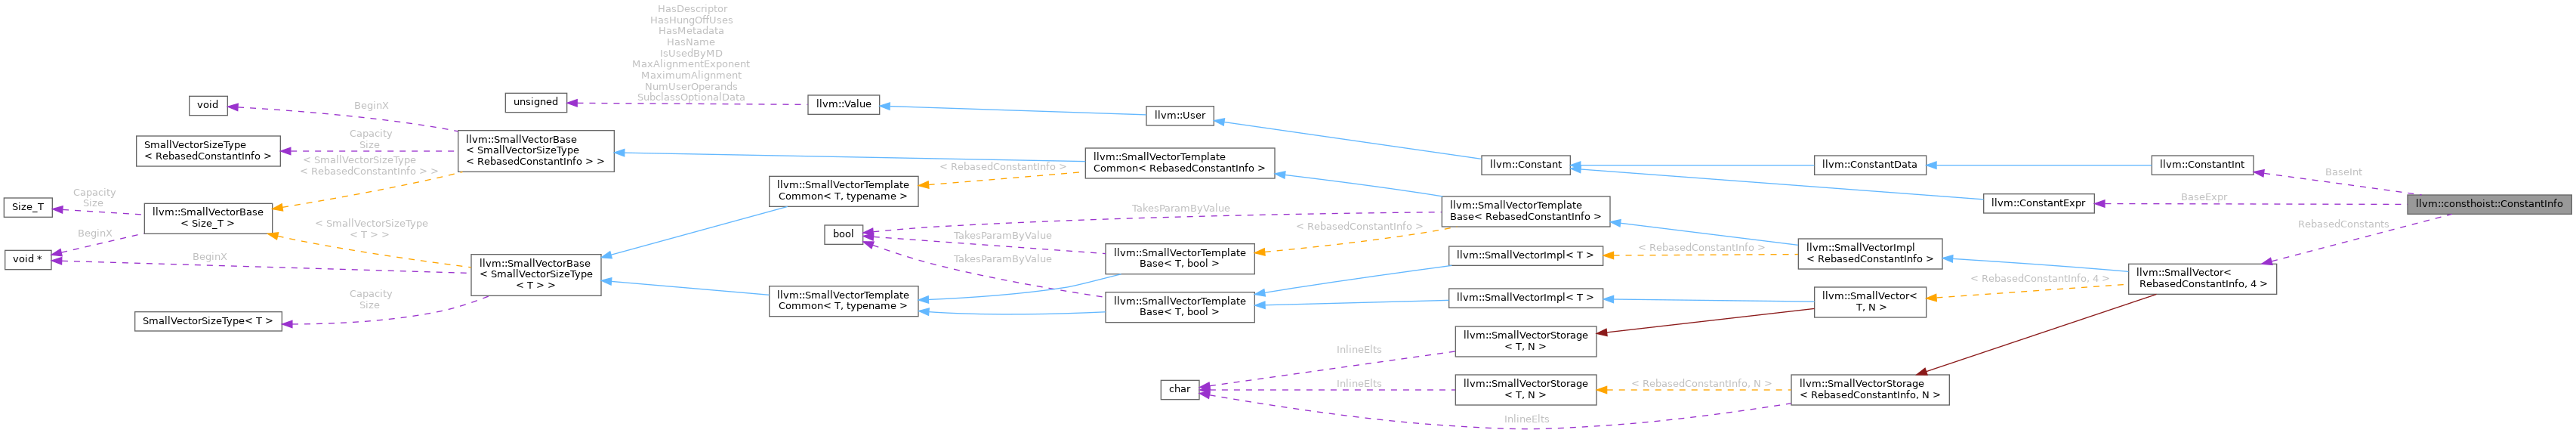 HasDescriptor
HasHungOffUses
HasMetadata
HasName
IsUsedByMD
MaxAlignmentExponent
MaximumAlignment
NumUserOperands
SubclassOptionalData
void
BeginX
unsigned
llvm::Value
llvm::User
SmallVectorSizeType
< RebasedConstantInfo >
Capacity
Size
llvm::SmallVectorBase
< SmallVectorSizeType
< RebasedConstantInfo > >
< SmallVectorSizeType
< RebasedConstantInfo > >
llvm::SmallVectorTemplate
Common< RebasedConstantInfo >
< RebasedConstantInfo >
llvm::Constant
llvm::ConstantData
llvm::ConstantInt
BaseInt
llvm::consthoist::ConstantInfo
BaseExpr
llvm::ConstantExpr
RebasedConstants
Size_T
Capacity
Size
llvm::SmallVectorBase
< Size_T >
llvm::SmallVectorTemplate
Common< T, typename >
< SmallVectorSizeType
< T > >
void *
BeginX
BeginX
llvm::SmallVectorBase
< SmallVectorSizeType
< T > >
bool
TakesParamByValue
TakesParamByValue
TakesParamByValue
llvm::SmallVectorTemplate
Base< RebasedConstantInfo >
< RebasedConstantInfo >
llvm::SmallVectorTemplate
Base< T, bool >
llvm::SmallVectorImpl< T >
< RebasedConstantInfo >
llvm::SmallVectorImpl
< RebasedConstantInfo >
llvm::SmallVector<
RebasedConstantInfo, 4 >
< RebasedConstantInfo, 4 >
SmallVectorSizeType< T >
Capacity
Size
llvm::SmallVectorTemplate
Common< T, typename >
llvm::SmallVectorTemplate
Base< T, bool >
llvm::SmallVectorImpl< T >
llvm::SmallVector<
T, N >
llvm::SmallVectorStorage
< T, N >
InlineElts
char
InlineElts
llvm::SmallVectorStorage
< T, N >
< RebasedConstantInfo, N >
llvm::SmallVectorStorage
< RebasedConstantInfo, N >
InlineElts